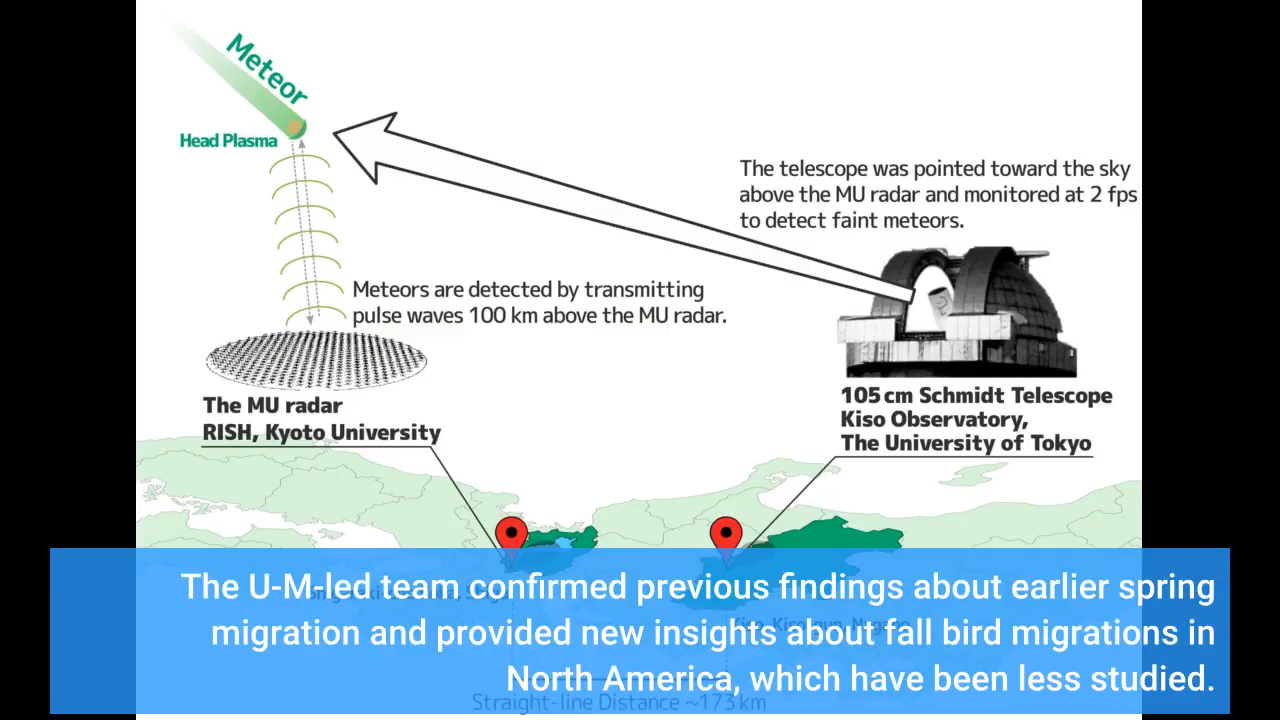 Meteor
Head Plasma
The telescope was pointed toward the sky
above the MU radar and monitored at 2 fps
to detect faint meteors.
Meteors are detected by transmitting
pulse waves 100 km above the MU radar.
The MU radar
RISH, Kyoto University
105 cm Schmidt Telescope
Kiso Observatory,
The University of Tokyo
The U-M-led team confirmed previous findings about earlier spring
migration and provided new insights about fall bird migrations in
North America, which have been less studied.
Straight-line Distance ~173 km